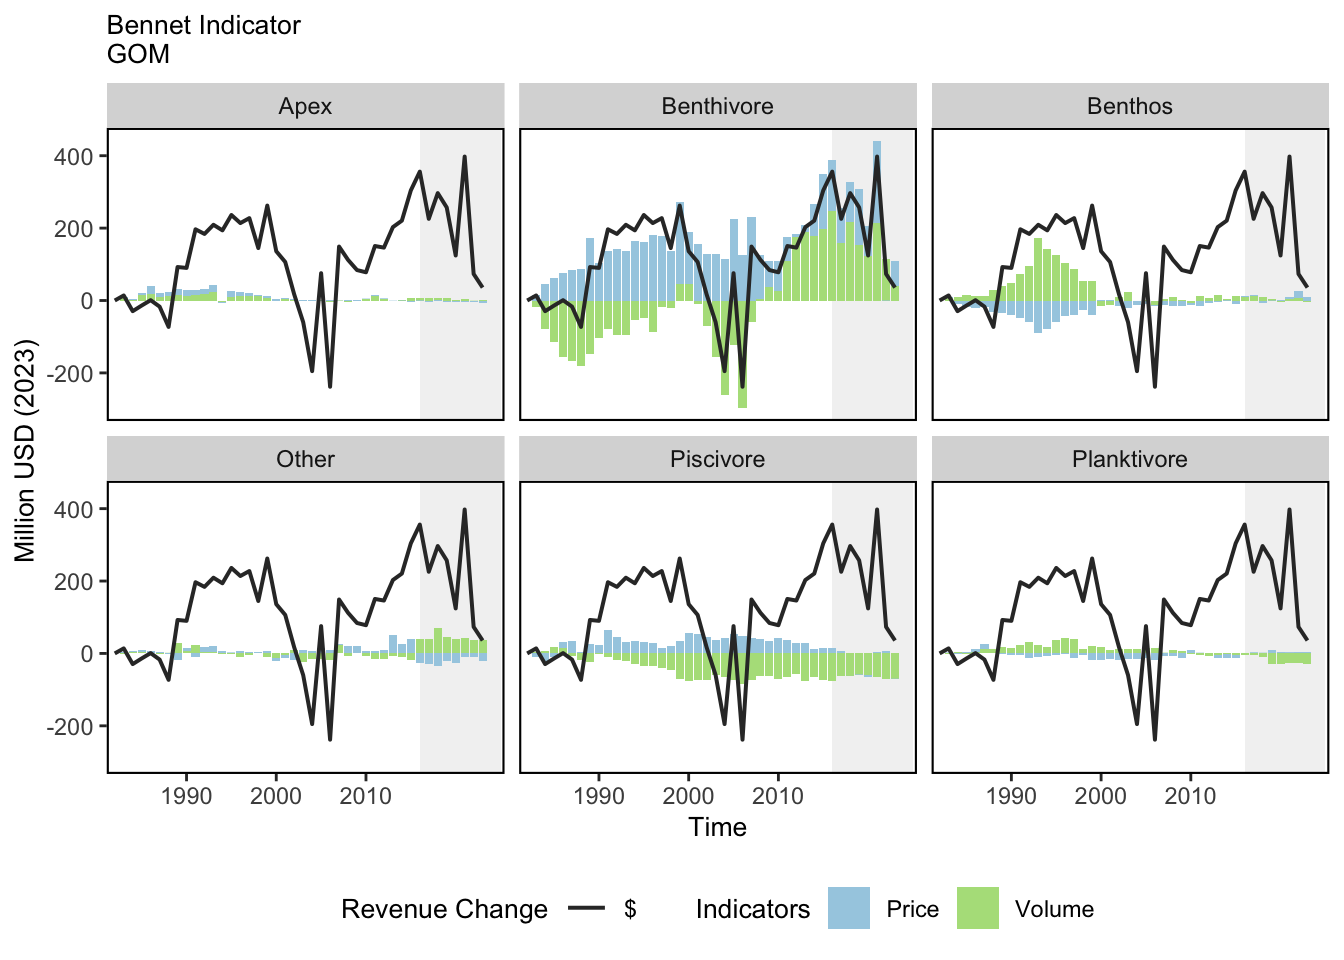 Bennet Indicator
GOM
Apex
Benthivore
Benthos
400
200
0
-200
Other
Piscivore
Planktivore
400
200
0
-200
1990 2000 2010
1990 2000 2010
1990 2000 2010
Million USD (2023)
Time
Revenue Change $ Indicators Price Volume